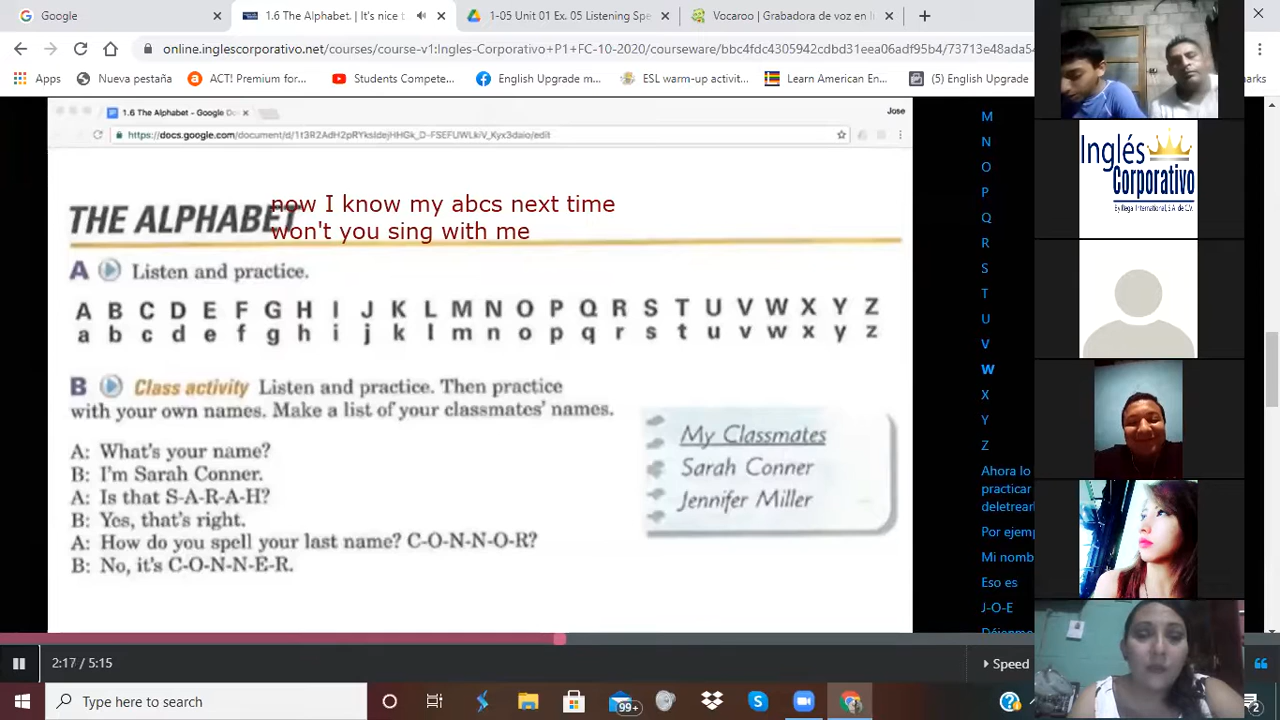 Google
1.6 The Alphabet. | It's nice t
1-05 Unit 01 Ex. 05 Listening Spe
Vocaroo | Grabadora de voz en lí
online.inglescorporativo.net/courses/course-v1:Ingles-Corporativo+P1+FC-10-2020/courseware/bbc4fdc4305942cdbd31eea06adf95b4/73713e48ada54
Apps
Nueva pestaña
ACT! Premium for...
Students Compete...
English Upgrade m...
ESL warm-up activit...
Learn American En...
(5) English Upgrade
marks
1.6 The Alphabet - Google Do
Jose
https://docs.google.com/document/d/
/edit
now I know my abcs next time
won't you sing with me
THE ALPHABET
A Listen and practice.
A B C D E F G H I J K L M N O P Q R S T U V W X Y Z
a b c d e f g h i j k l m n o p q r s t u v w x y z
B Class activity Listen and practice. Then practice
with your own names. Make a list of your classmates' names.
A: What's your name?
B: I'm Sarah Conner.
A: Is that S-A-R-A-H?
B: Yes, that's right.
A: How do you spell your last name? C-O-N-N-O-R?
B: No, it's C-O-N-N-E-R.
My Classmates
Sarah Conner
Jennifer Miller
M
N
O
P
Q
R
S
T
U
V
W
X
Y
Z
Ahora lo
practicar
deletrear
Por ejem
Mi nomb
Eso es
J-O-E
Déjenme
Inglés
Corporativo
2:17 / 5:15
Speed
Type here to search
99+
2